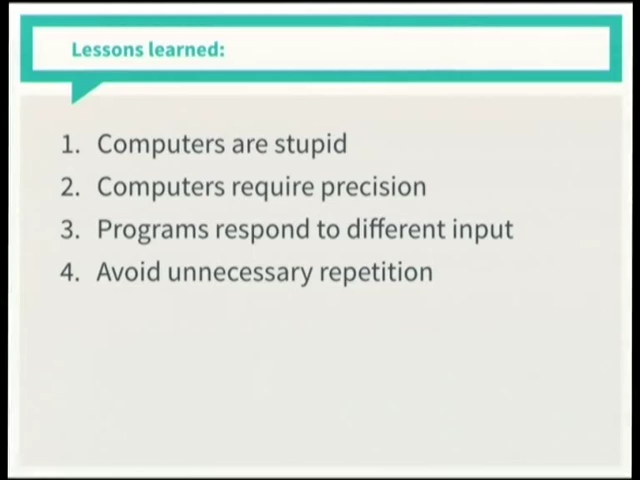 Lessons learned:
1. Computers are stupid
2. Computers require precision
3. Programs respond to different input
4. Avoid unnecessary repetition